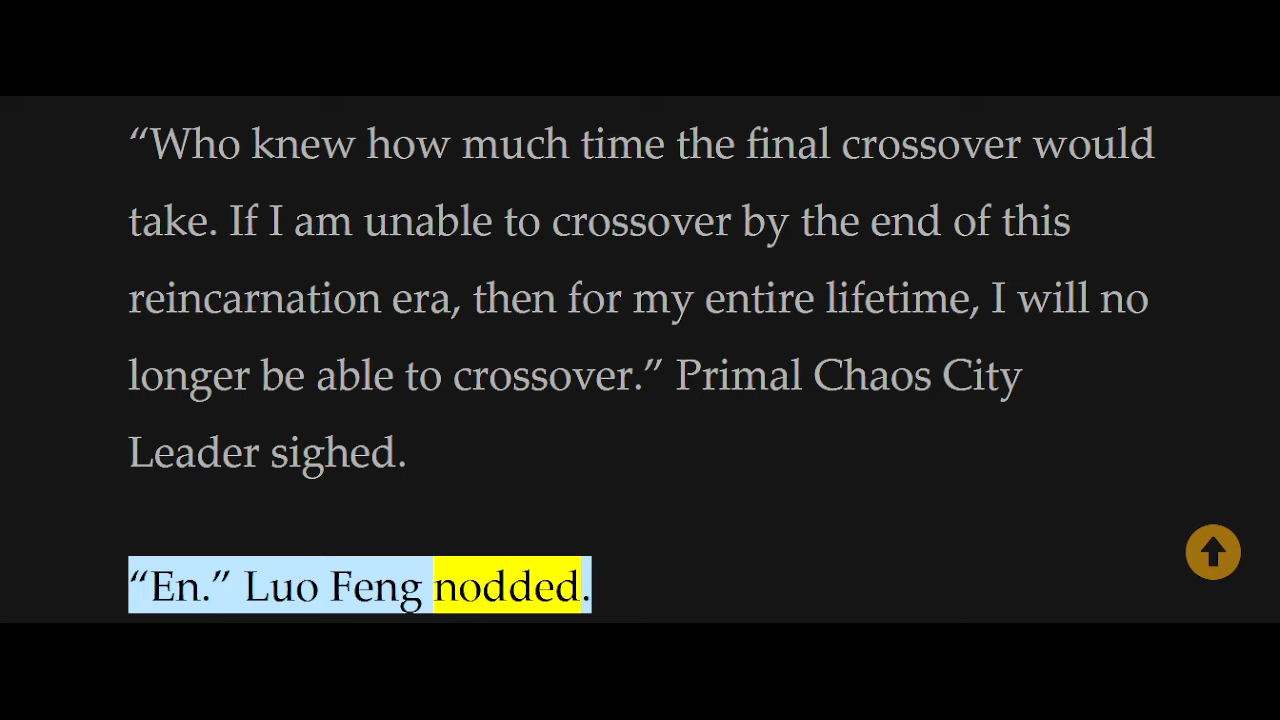 “Who knew how much time the final crossover would
take. If I am unable to crossover by the end of this
reincarnation era, then for my entire lifetime, I will no
longer be able to crossover.” Primal Chaos City
Leader sighed.
“En.” Luo Feng nodded.